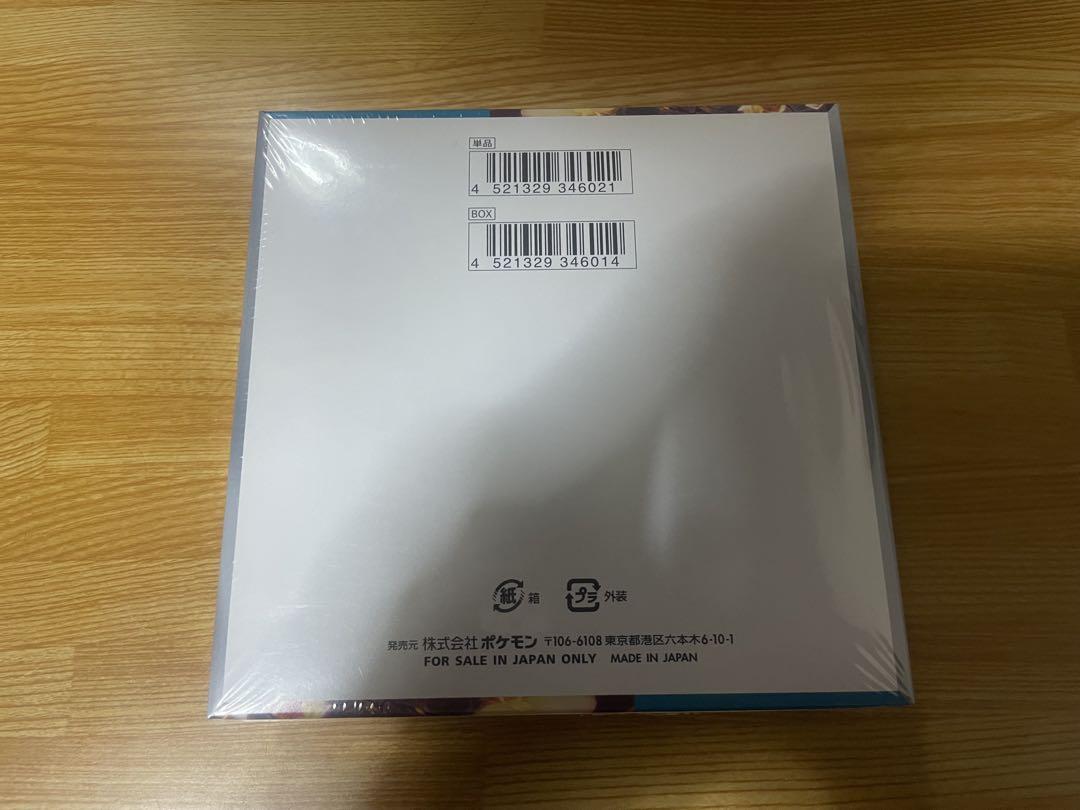 単品
4 521329 346021
BOX
4 521329 346014
紙 箱 プラ 外装
発売元 株式会社ポケモン 〒106-6108 東京都港区六本木6-10-1
FOR SALE IN JAPAN ONLY MADE IN JAPAN